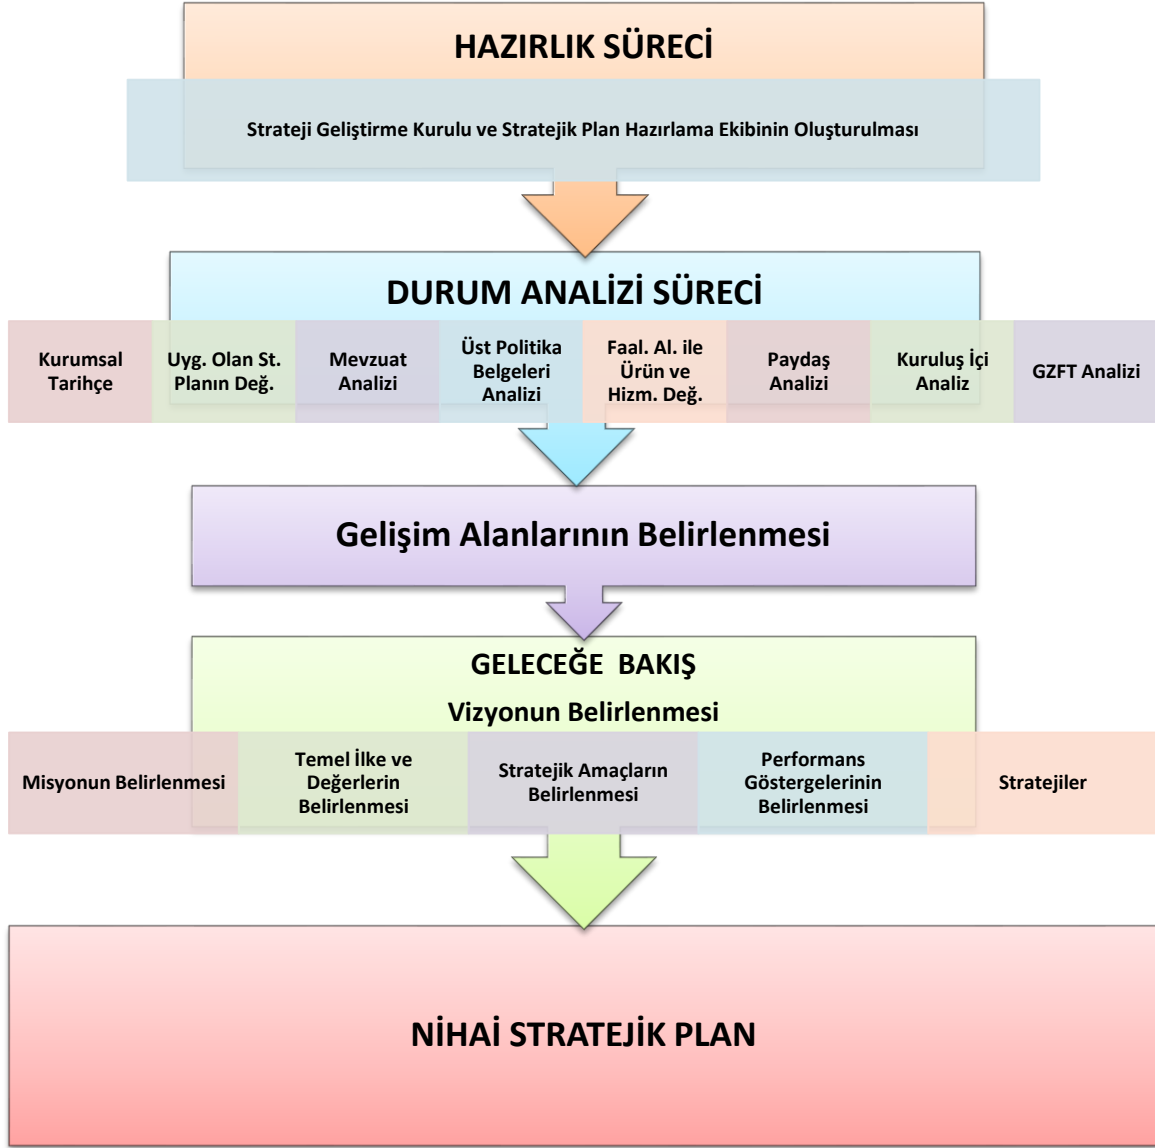 HAZIRLIK SÜRECİ
Strateji Geliştirme Kurulu ve Stratejik Plan Hazırlama Ekibinin Oluşturulması
DURUM ANALİZİ SÜRECİ
Kurumsal
Tarihçe
Uyg. Olan St.
Planın Değ.
Mevzuat
Analizi
Üst Politika
Belgeleri
Analizi
Faal. Al. ile
Ürün ve
Hizm. Değ.
Paydaş
Analizi
Kuruluş İçi
Analiz
GZFT Analizi
Gelişim Alanlarının Belirlenmesi
GELECEĞE  BAKIŞ
Vizyonun Belirlenmesi
Misyonun Belirlenmesi
Temel İlke ve
Değerlerin
Belirlenmesi
Stratejik Amaçların
Belirlenmesi
Performans
Göstergelerinin
Belirlenmesi
Stratejiler
NİHAİ STRATEJİK PLAN